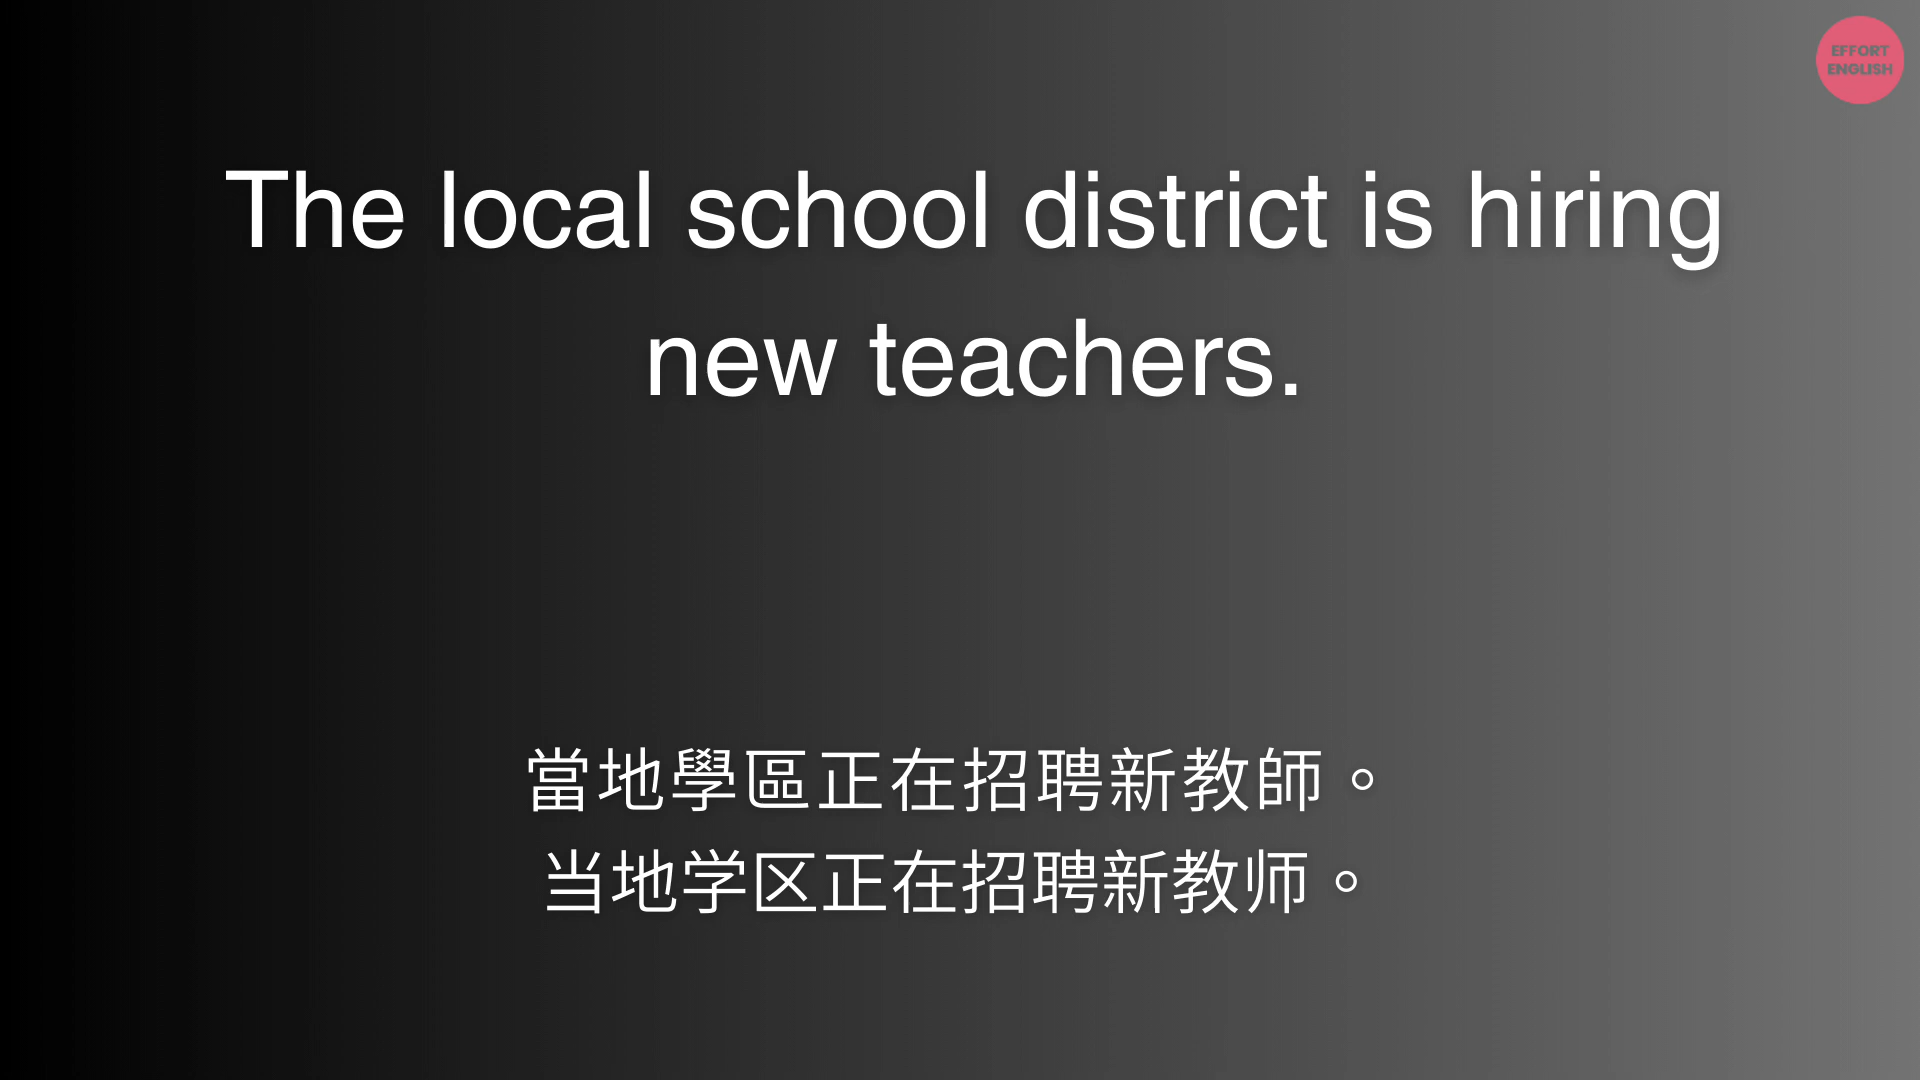 EFFORT
ENGLISH
The local school district is hiring
new teachers.
當地學區正在招聘新教師。
当地学区正在招聘新教师。